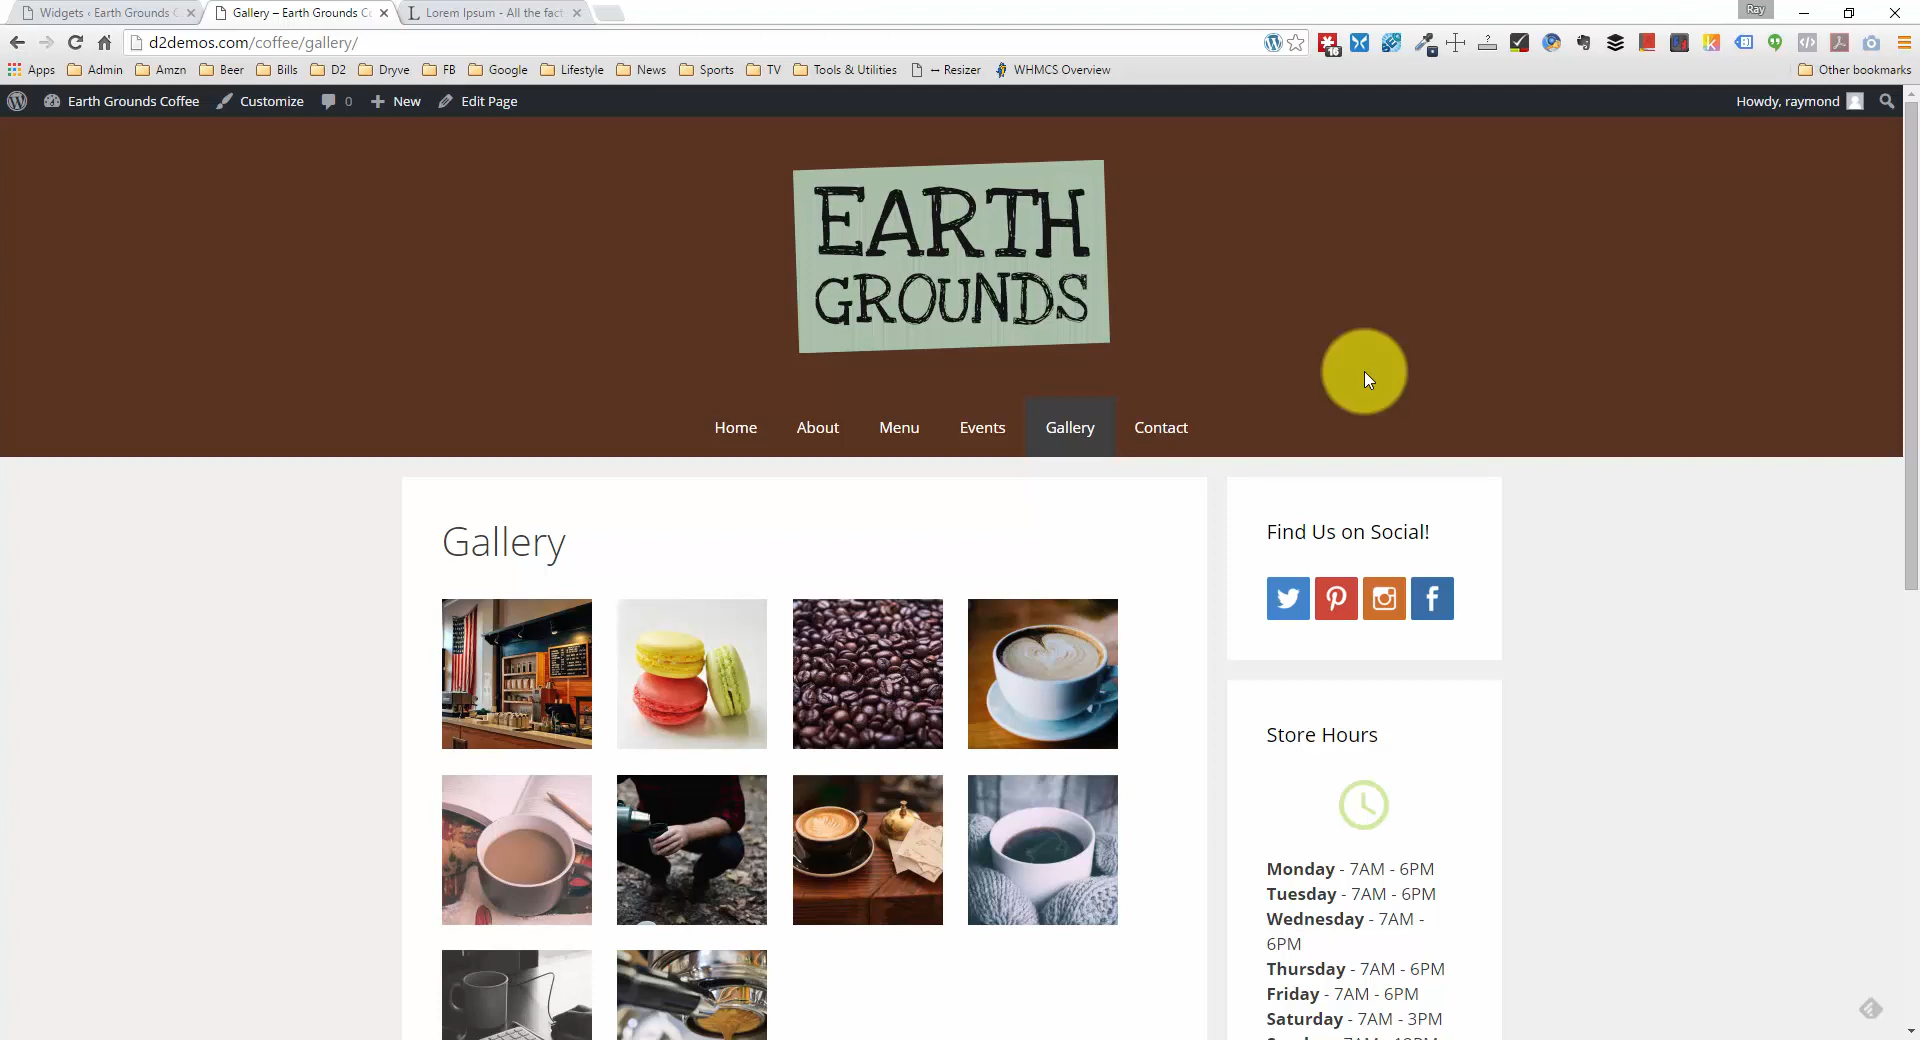 Widgets ‹ Earth Grounds C
Gallery – Earth Grounds Co
Lorem Ipsum - All the fact
Ray
d2demos.com/coffee/gallery/
16
Apps Admin Amzn Beer Bills D2 Dryve FB Google Lifestyle News Sports TV Tools & Utilities ↔ Resizer WHMCS Overview Other bookmarks
Earth Grounds Coffee Customize 0 New Edit Page Howdy, raymond
EARTH
GROUNDS
Home About Menu Events Gallery Contact
Gallery
Find Us on Social!
Store Hours
Monday - 7AM - 6PM
Tuesday - 7AM - 6PM
Wednesday - 7AM -
6PM
Thursday - 7AM - 6PM
Friday - 7AM - 6PM
Saturday - 7AM - 3PM